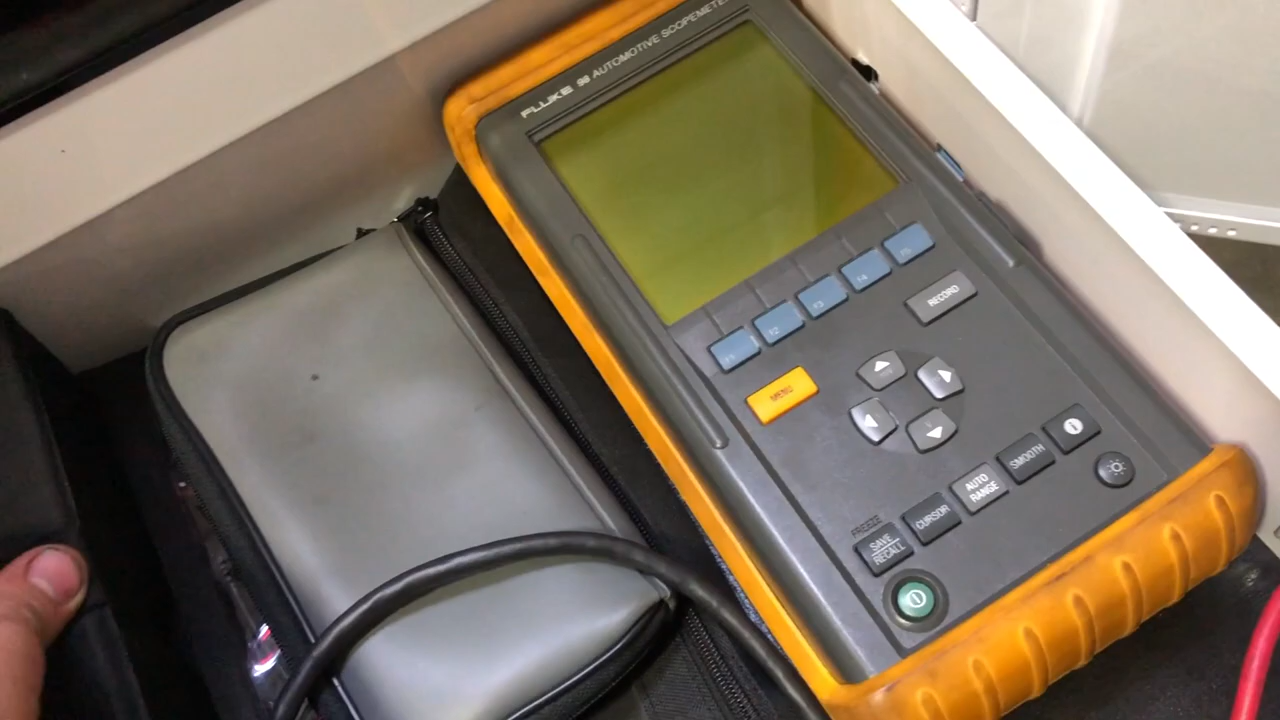 FLUKE 98 AUTOMOTIVE SCOPEMETER
F1 F2 F3 F4 F5
RECORD
MENU
SMOOTH
AUTO
RANGE
CURSOR
FREEZE
SAVE
RECALL